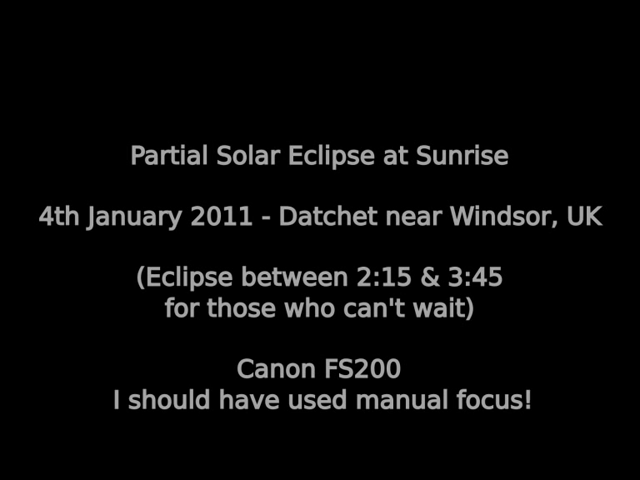 Partial Solar Eclipse at Sunrise
4th January 2011 - Datchet near Windsor, UK
(Eclipse between 2:15 & 3:45
for those who can't wait)
Canon FS200
I should have used manual focus!